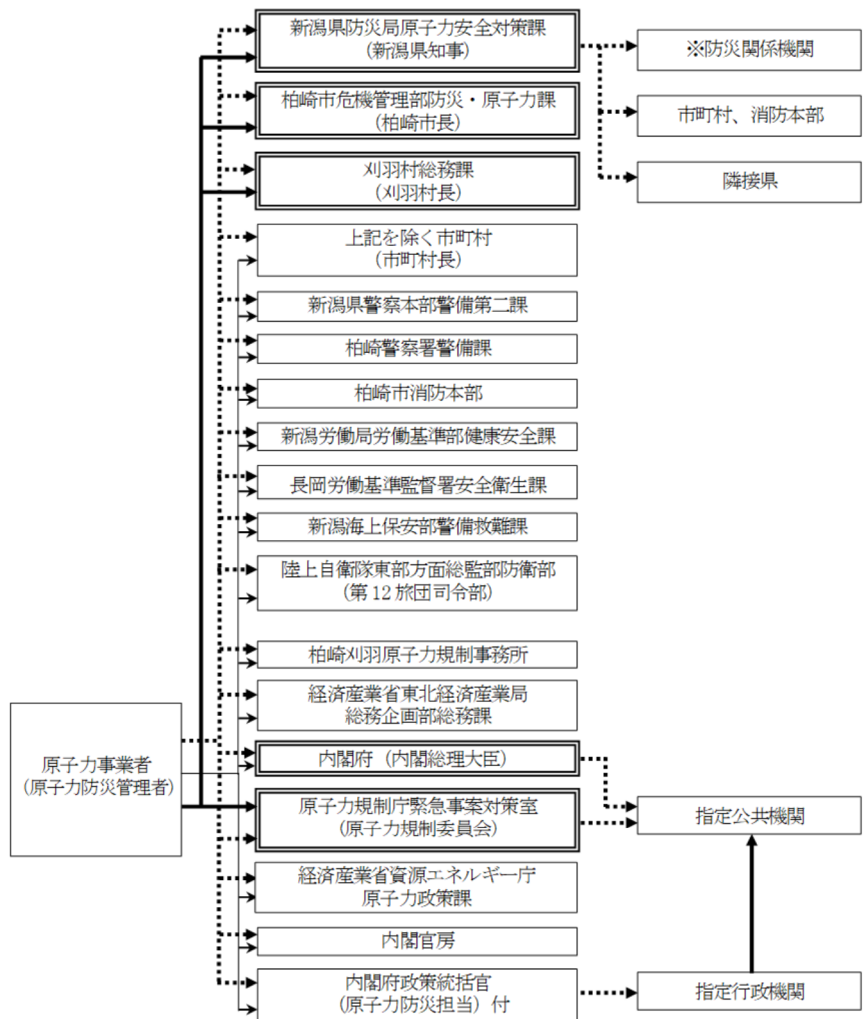 新潟県防災局原子力安全対策課
(新潟県知事)
※防災関係機関
柏崎市危機管理部防災・原子力課
(柏崎市長)
市町村、消防本部
刈羽村総務課
(刈羽村長)
隣接県
上記を除く市町村
(市町村長)
新潟県警察本部警備第二課
柏崎警察署警備課
柏崎市消防本部
新潟労働局労働基準部健康安全課
長岡労働基準監督署安全衛生課
新潟海上保安部警備救難課
陸上自衛隊東部方面総監部防衛部
(第12旅団司令部)
柏崎刈羽原子力規制事務所
経済産業省東北経済産業局
総務企画部総務課
原子力事業者
(原子力防災管理者)
内閣府(内閣総理大臣)
原子力規制庁緊急事案対策室
(原子力規制委員会)
指定公共機関
経済産業省資源エネルギー庁
原子力政策課
内閣官房
内閣府政策統括官
(原子力防災担当)付
指定行政機関